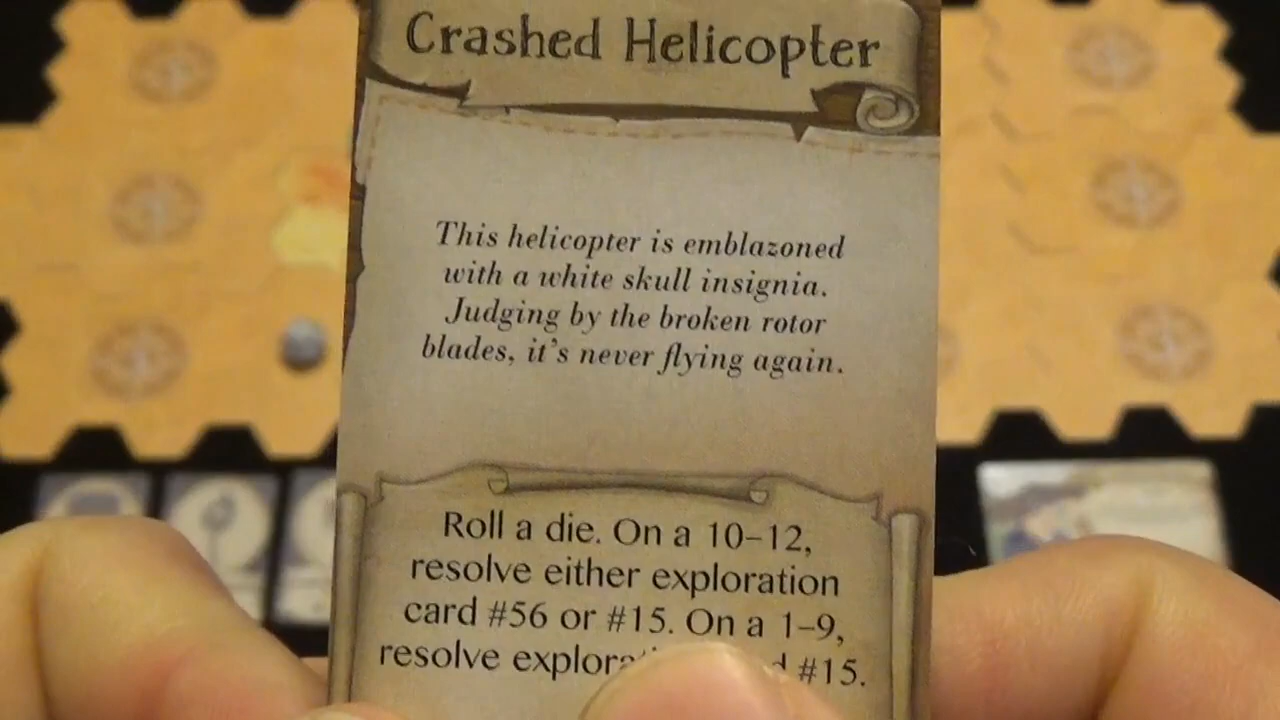 Crashed Helicopter
This helicopter is emblazoned
with a white skull insignia.
Judging by the broken rotor
blades, it's never flying again.
Roll a die. On a 10–12,
resolve either exploration
card #56 or #15. On a 1–9,
resolve #15.